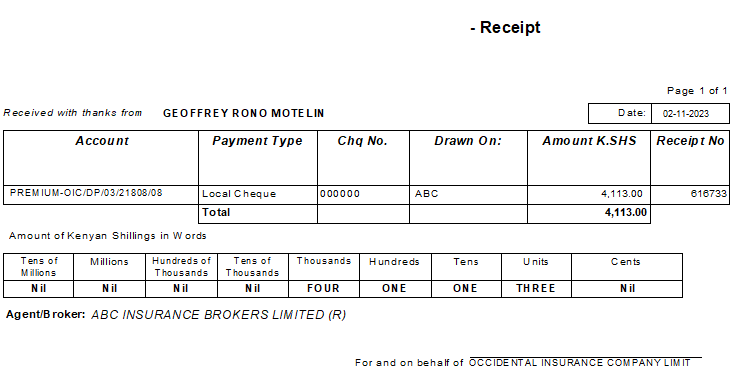 - Receipt
Page 1 of 1
Received with thanks from GEOFFREY RONO MOTELIN Date: 02-11-2023
Account Payment Type Chq No. Drawn On: Amount K.SHS Receipt No
PREMIUM-OIC/DP/03/21808/08 Local Cheque 000000 ABC 4,113.00 616733
Total 4,113.00
Amount of Kenyan Shillings in Words
Tens of Millions Millions Hundreds of Thousands Tens of Thousands Thousands Hundreds Tens Units Cents
Nil Nil Nil Nil FOUR ONE ONE THREE Nil
Agent/Broker: ABC INSURANCE BROKERS LIMITED (R)
For and on behalf of OCCIDENTAL INSURANCE COMPANY LIMIT